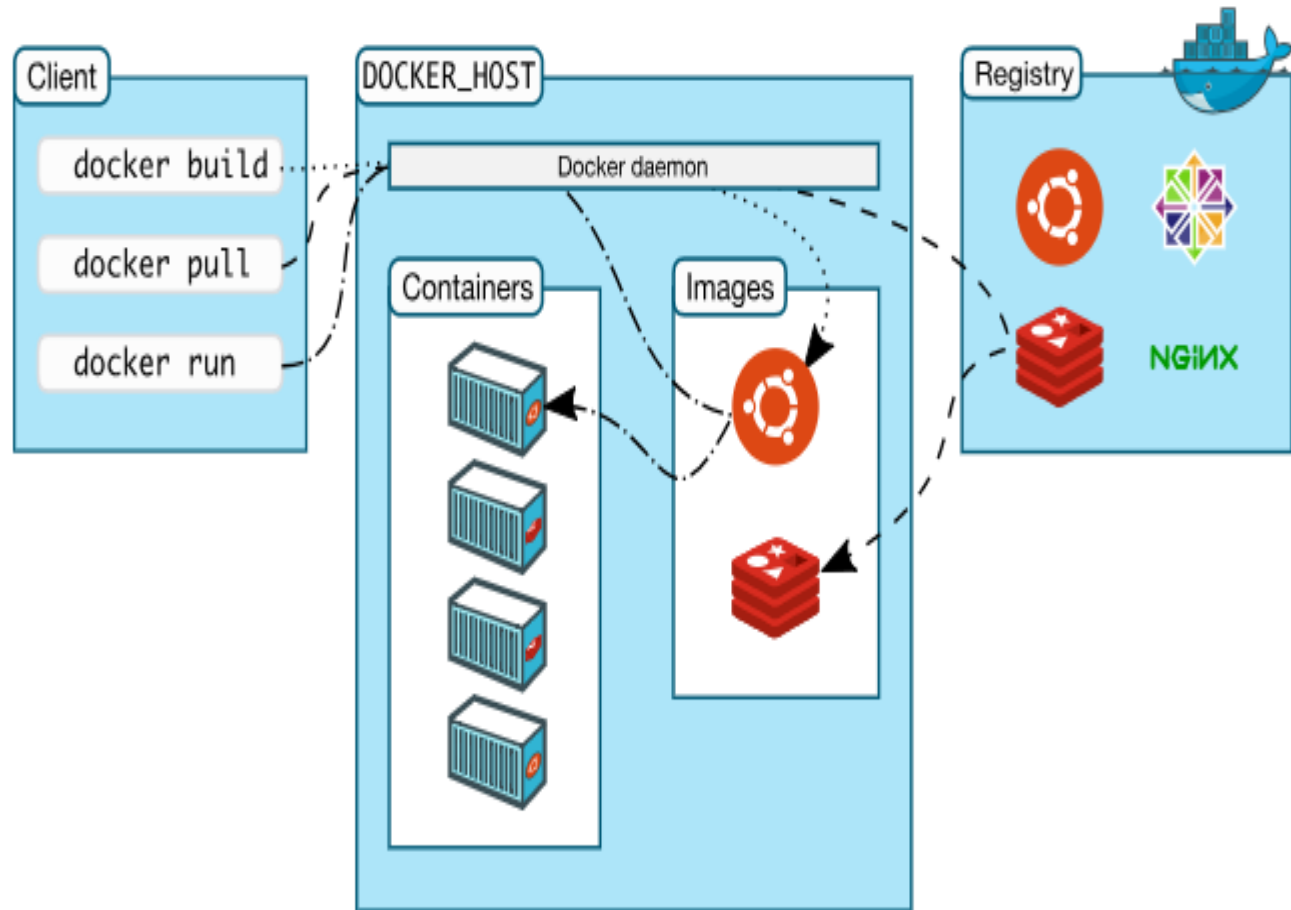 Client
docker build
docker pull
docker run
DOCKER_HOST
Docker daemon
Containers
Images
Registry
NGiNX